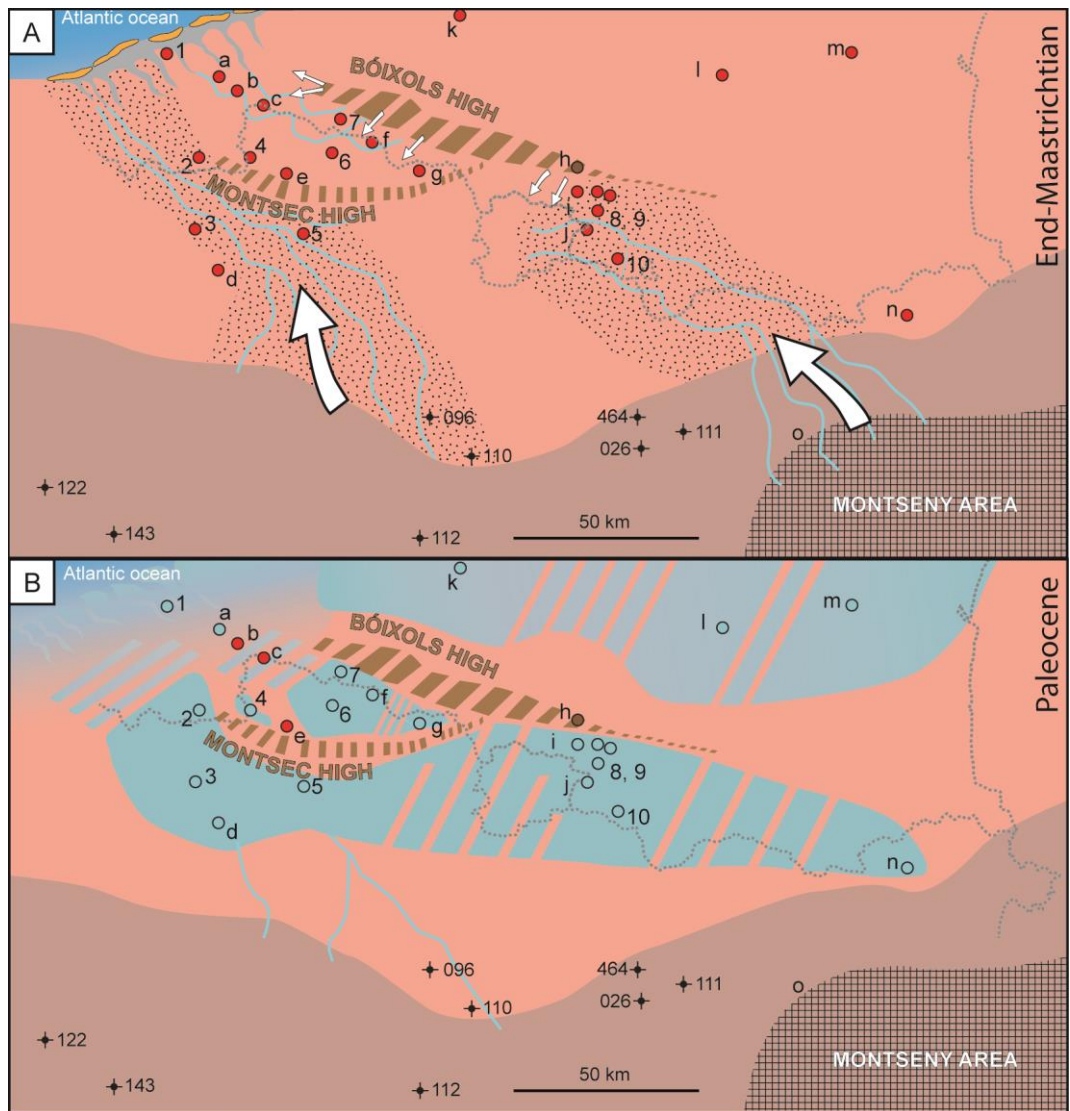 A
Atlantic ocean
1
k
a
b
c
l
m
BÓIXOLS HIGH
7
f
4
6
2
e
g
h
MONTSEC HIGH
i
3
5
8, 9
j
d
10
n
End-Maastrichtian
096
464
111
026
110
o
122
MONTSENY AREA
50 km
143
112
B
Atlantic ocean
k
1
a
m
l
b
c
BÓIXOLS HIGH
7
f
4
6
2
g
h
e
MONTSEC HIGH
i
8, 9
3
5
j
10
d
n
Paleocene
096
464
111
026
110
o
122
MONTSENY AREA
50 km
143
112